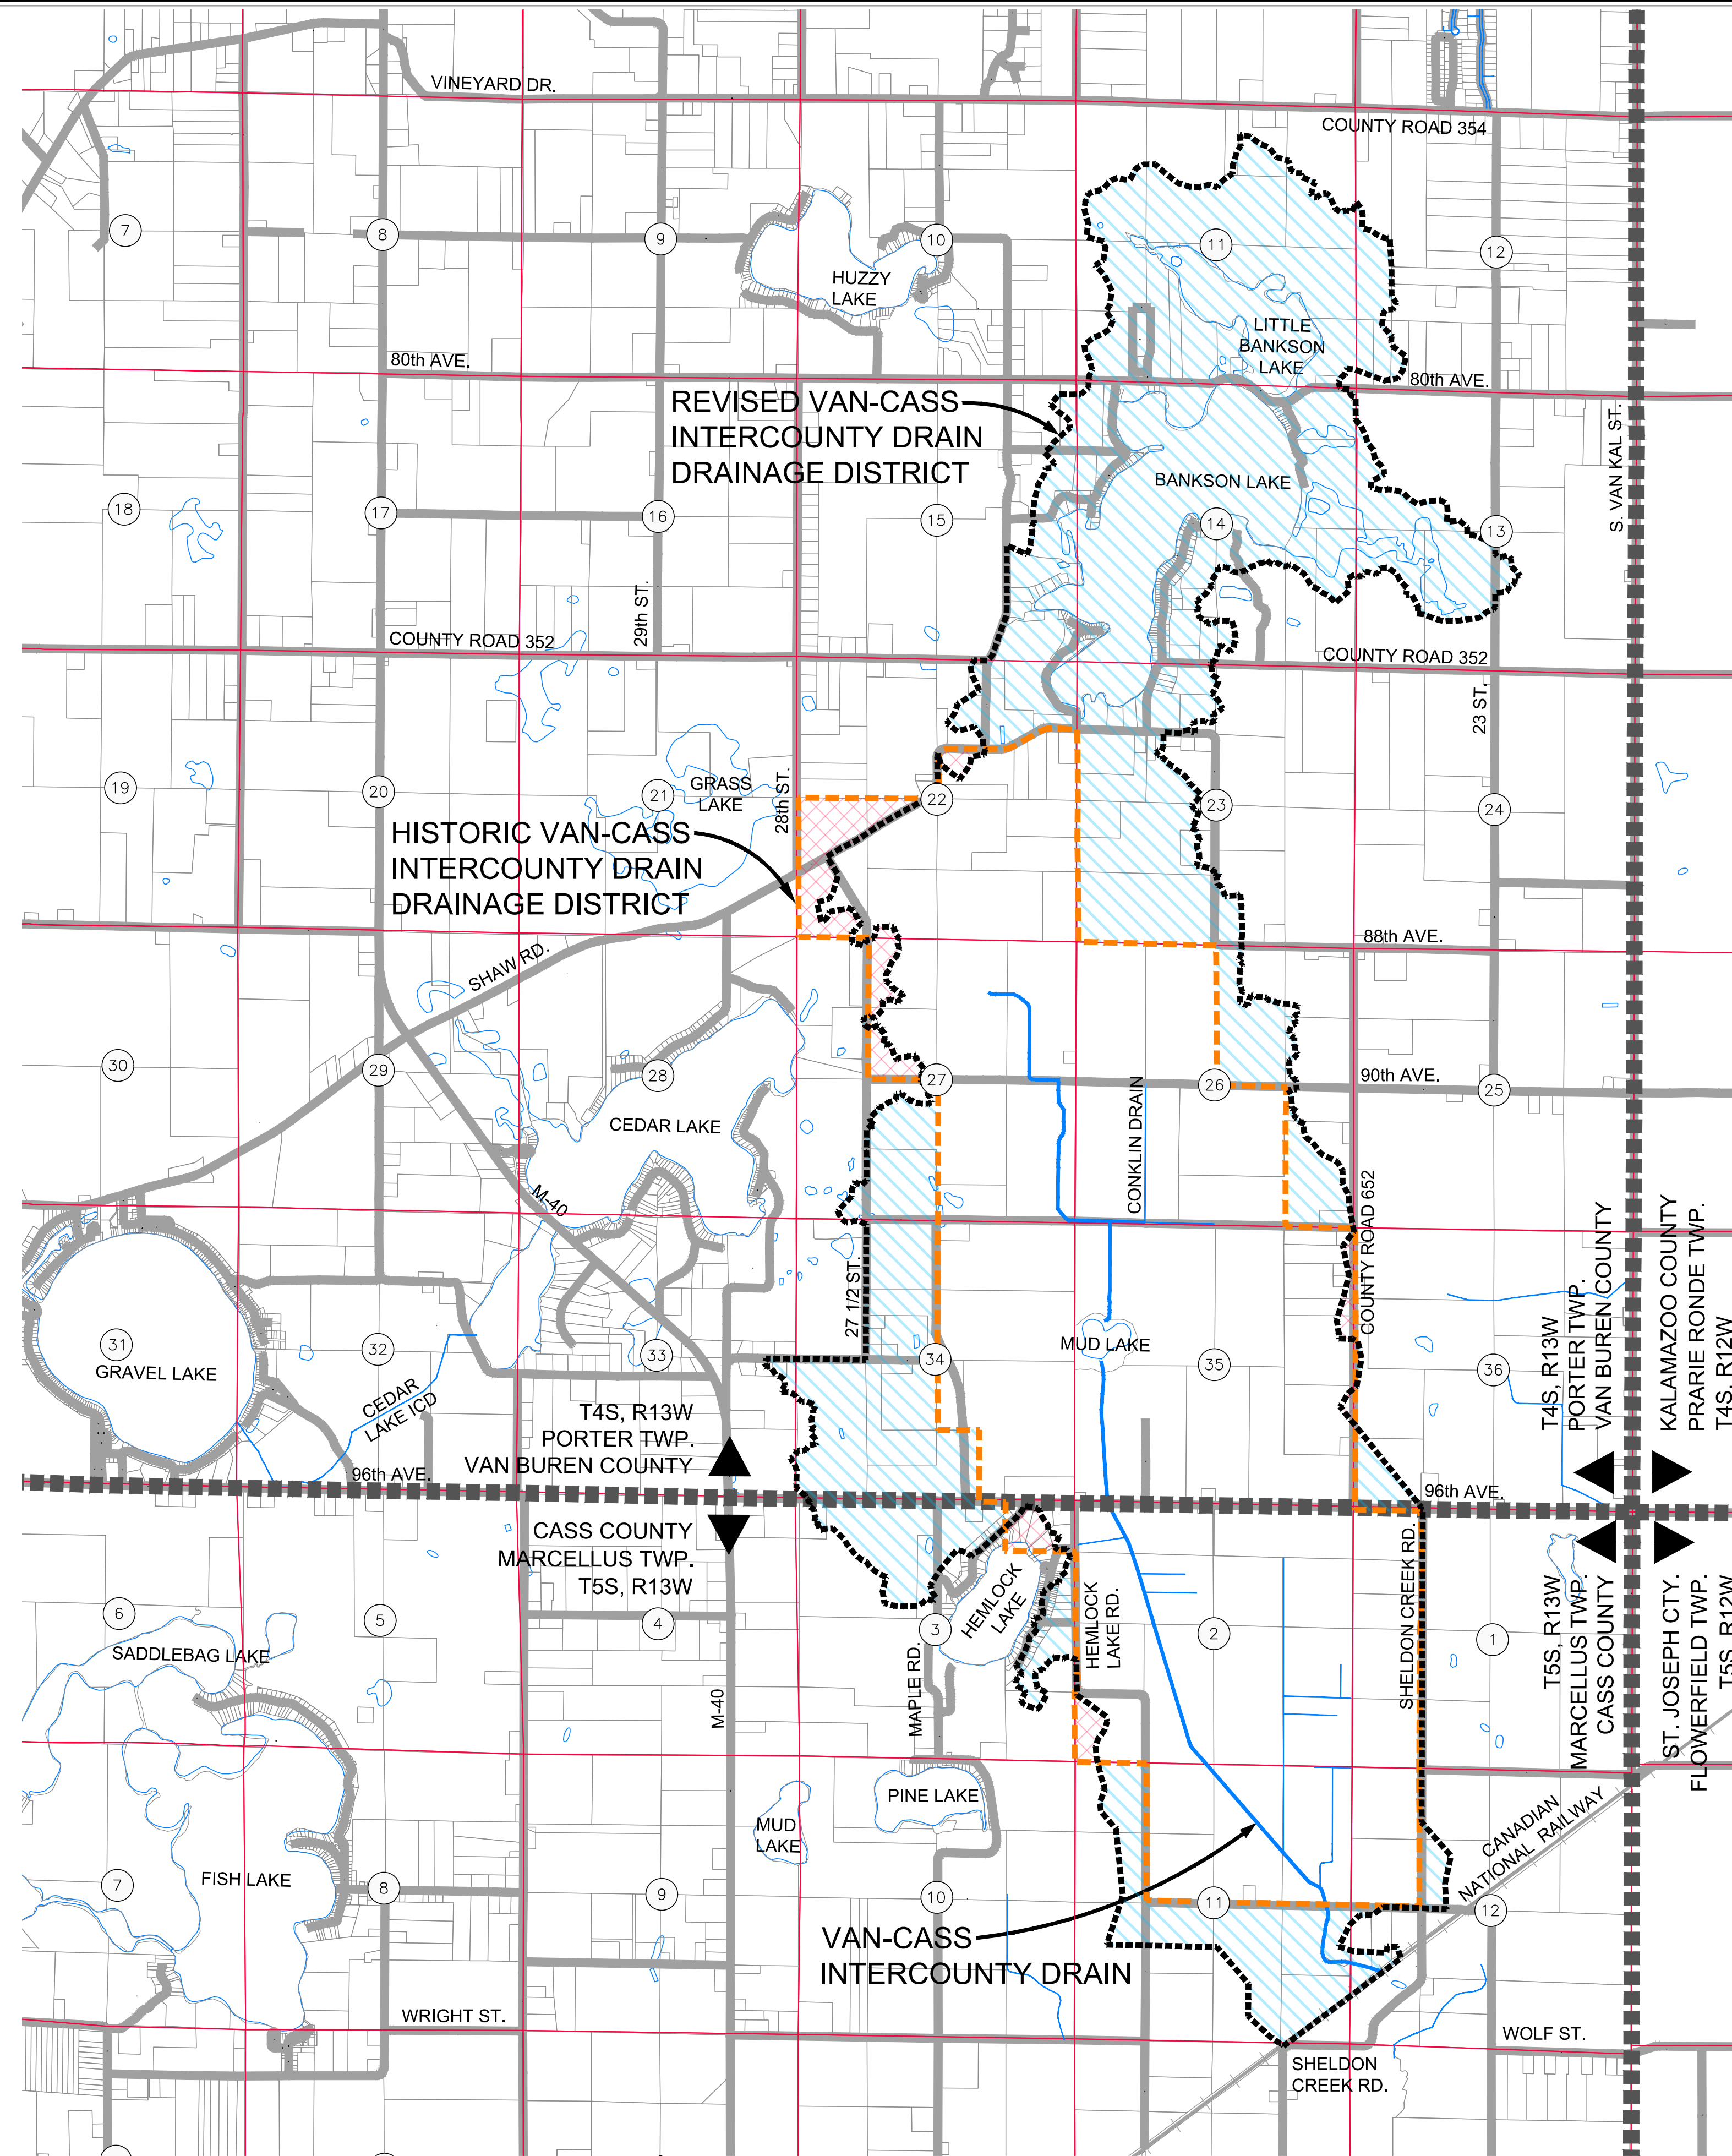 VINEYARD DR.
COUNTY ROAD 354
7
8
9
10
11
12
HUZZY
LAKE
LITTLE
BANKSON
LAKE
80th AVE.
80th AVE.
REVISED VAN-CASS
INTERCOUNTY DRAIN
DRAINAGE DISTRICT
S. VAN KAL ST.
BANKSON LAKE
18
17
16
15
14
13
29th ST.
COUNTY ROAD 352
COUNTY ROAD 352
23 ST.
19
20
21
GRASS
LAKE
28th ST.
22
23
24
HISTORIC VAN-CASS
INTERCOUNTY DRAIN
DRAINAGE DISTRICT
88th AVE.
SHAW RD.
30
29
28
27
26
90th AVE.
25
CEDAR LAKE
CONKLIN DRAIN
M-40
COUNTY ROAD 652
27 1/2 ST.
31
GRAVEL LAKE
32
33
34
MUD LAKE
35
36
CEDAR
LAKE ICD
T4S, R13W
PORTER TWP.
VAN BUREN COUNTY
T4S, R13W
PORTER TWP.
VAN BUREN COUNTY
KALAMAZOO COUNTY
PRARIE RONDE TWP.
T4S, R12W
96th AVE.
96th AVE.
CASS COUNTY
MARCELLUS TWP.
T5S, R13W
HEMLOCK
LAKE
HEMLOCK
LAKE RD.
SHELDON CREEK RD.
T5S, R13W
MARCELLUS TWP.
CASS COUNTY
ST. JOSEPH CTY.
FLOWERFIELD TWP.
T5S, R12W
6
5
4
3
2
1
SADDLEBAG LAKE
M-40
MAPLE RD.
PINE LAKE
MUD
LAKE
CANADIAN
NATIONAL RAILWAY
7
FISH LAKE
8
9
10
11
12
VAN-CASS
INTERCOUNTY DRAIN
WRIGHT ST.
WOLF ST.
SHELDON
CREEK RD.